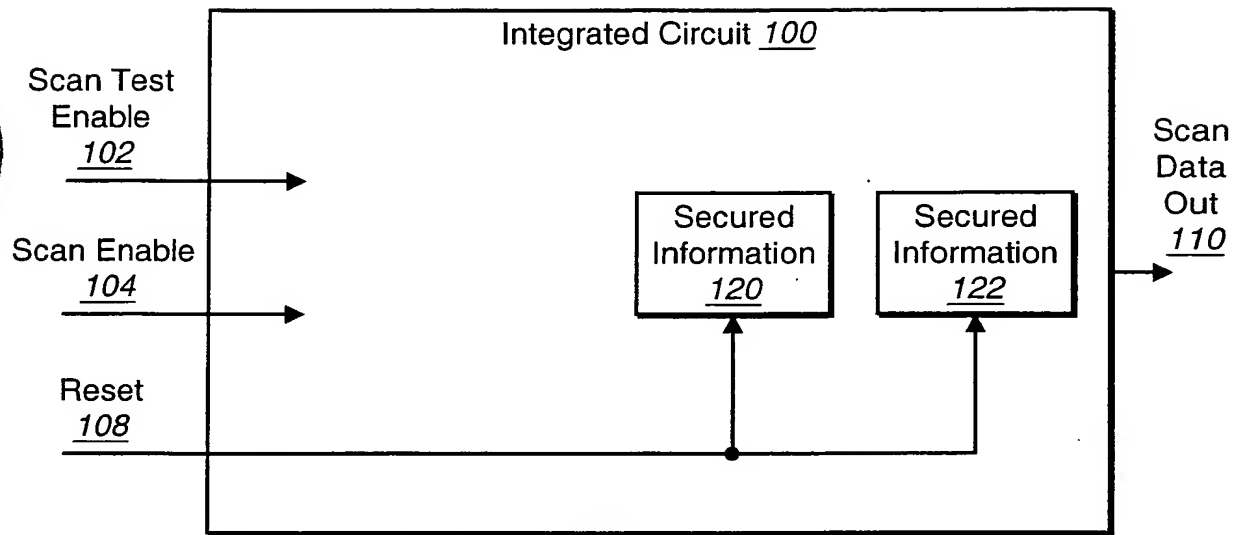 Integrated Circuit 100
Scan Test
Enable
102
Scan Enable
104
Reset
108
Secured
Information
120
Secured
Information
122
Scan
Data
Out
110